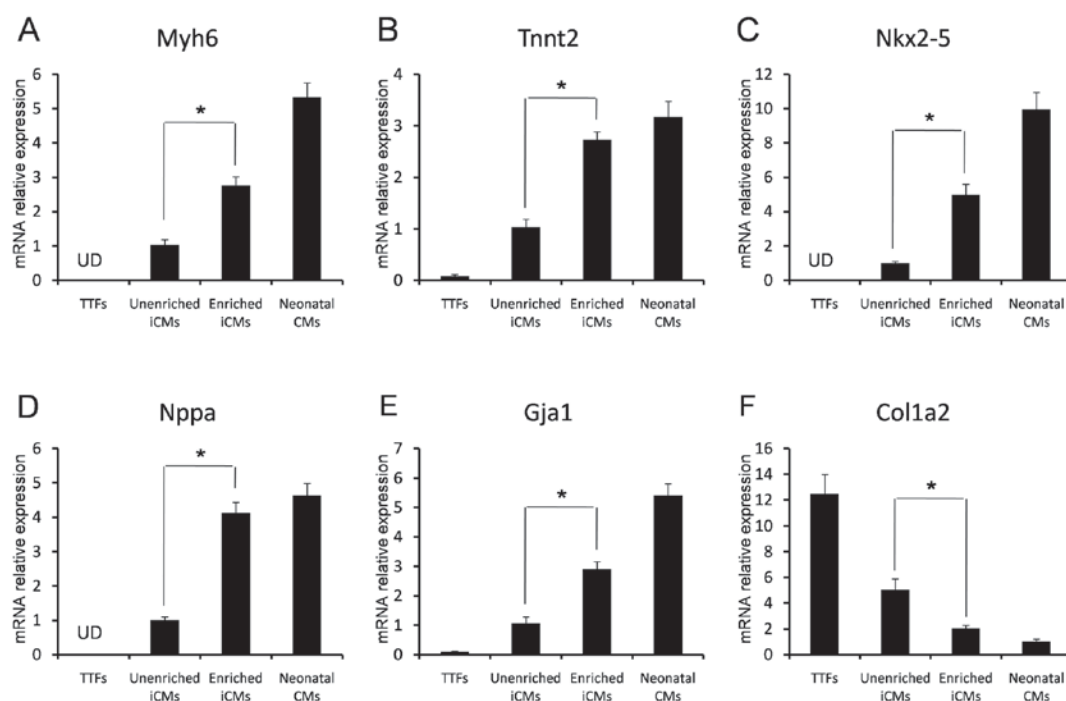 A
Myh6
mRNA relative expression
6
5
4
3
2
1
0
*
UD
TTFs
Unenriched
iCMs
Enriched
iCMs
Neonatal
CMs
B
Tnnt2
mRNA relative expression
4
3
2
1
0
*
TTFs
Unenriched
iCMs
Enriched
iCMs
Neonatal
CMs
C
Nkx2-5
mRNA relative expression
12
10
8
6
4
2
0
*
UD
TTFs
Unenriched
iCMs
Enriched
iCMs
Neonatal
CMs
D
Nppa
mRNA relative expression
6
5
4
3
2
1
0
*
UD
TTFs
Unenriched
iCMs
Enriched
iCMs
Neonatal
CMs
E
Gja1
mRNA relative expression
7
6
5
4
3
2
1
0
*
TTFs
Unenriched
iCMs
Enriched
iCMs
Neonatal
CMs
F
Col1a2
mRNA relative expression
16
14
12
10
8
6
4
2
0
*
TTFs
Unenriched
iCMs
Enriched
iCMs
Neonatal
CMs